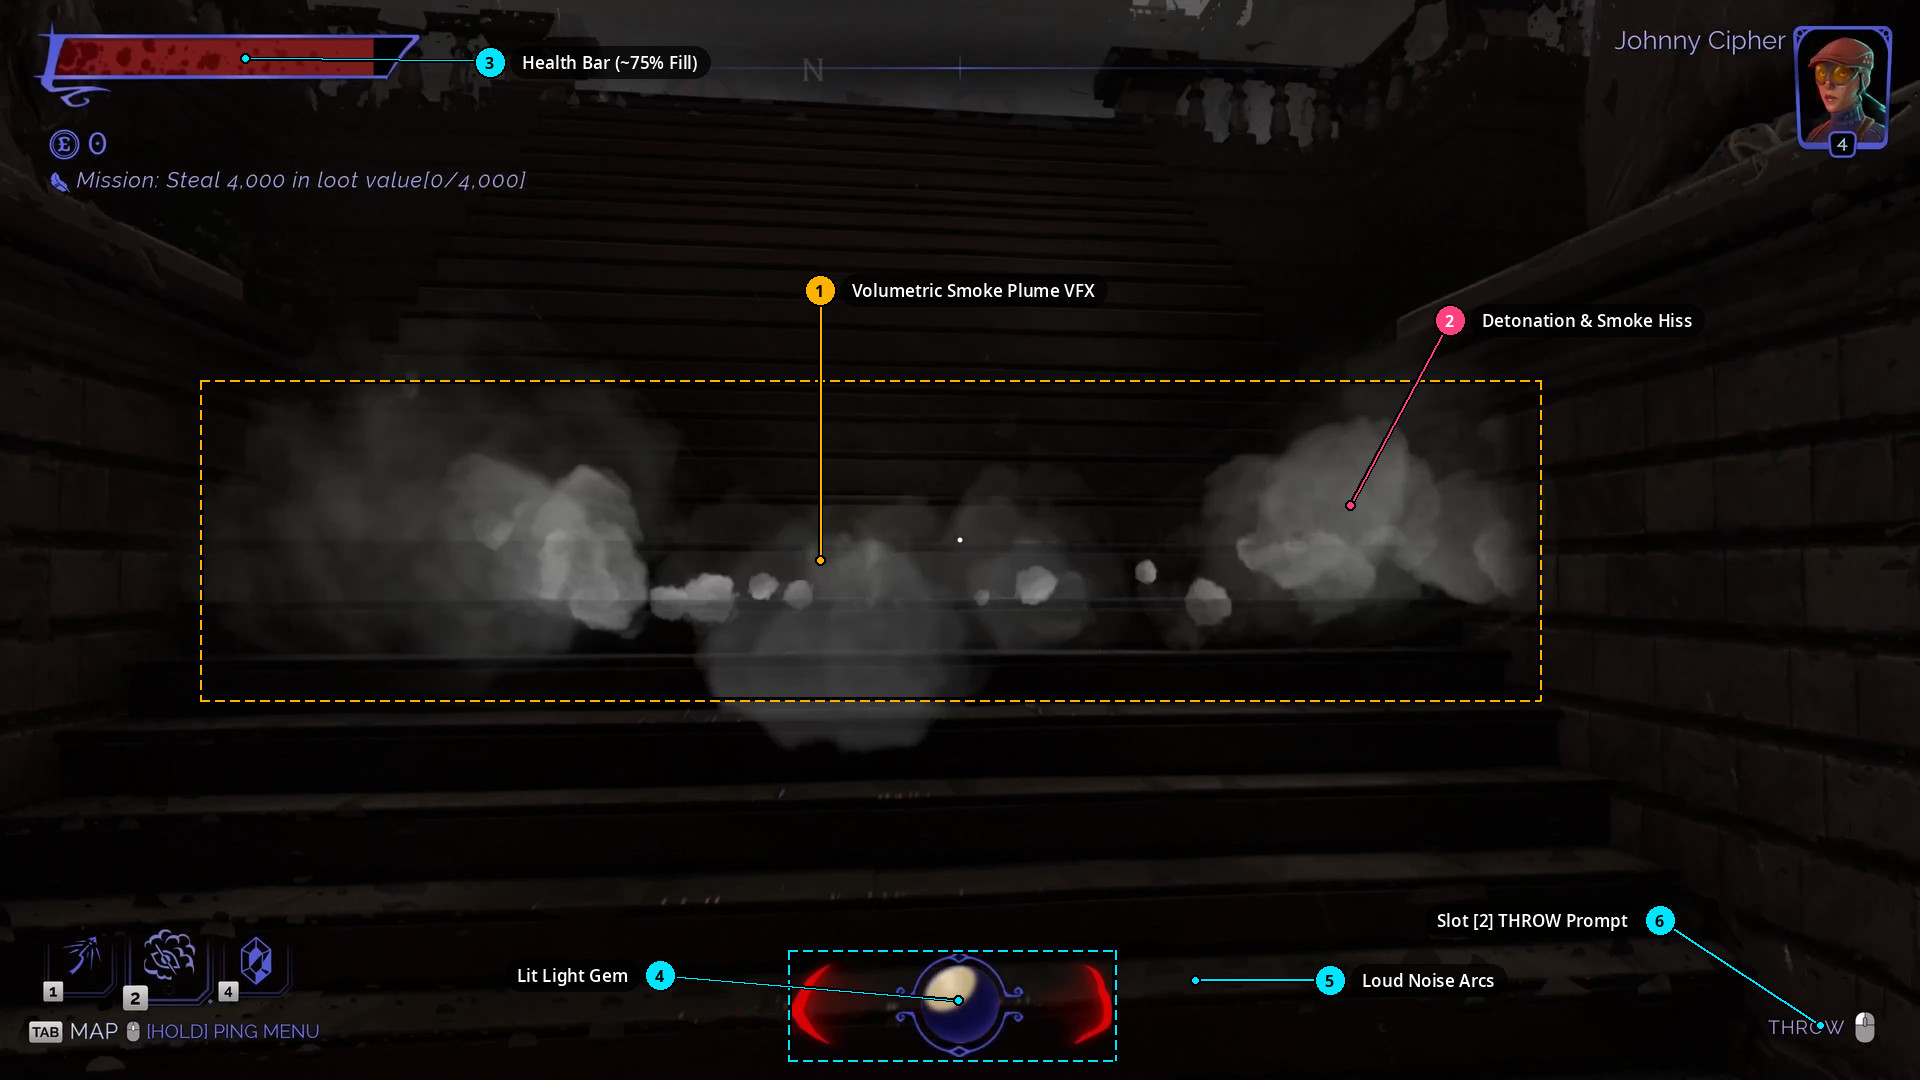 3 Health Bar (~75% Fill)
N
Johnny Cipher
4
£ 0
Mission: Steal 4,000 in loot value[0/4,000]
1 Volumetric Smoke Plume VFX
2 Detonation & Smoke Hiss
Slot [2] THROW Prompt 6
Lit Light Gem 4
5 Loud Noise Arcs
1
2
4
TAB MAP [HOLD] PING MENU
THROW